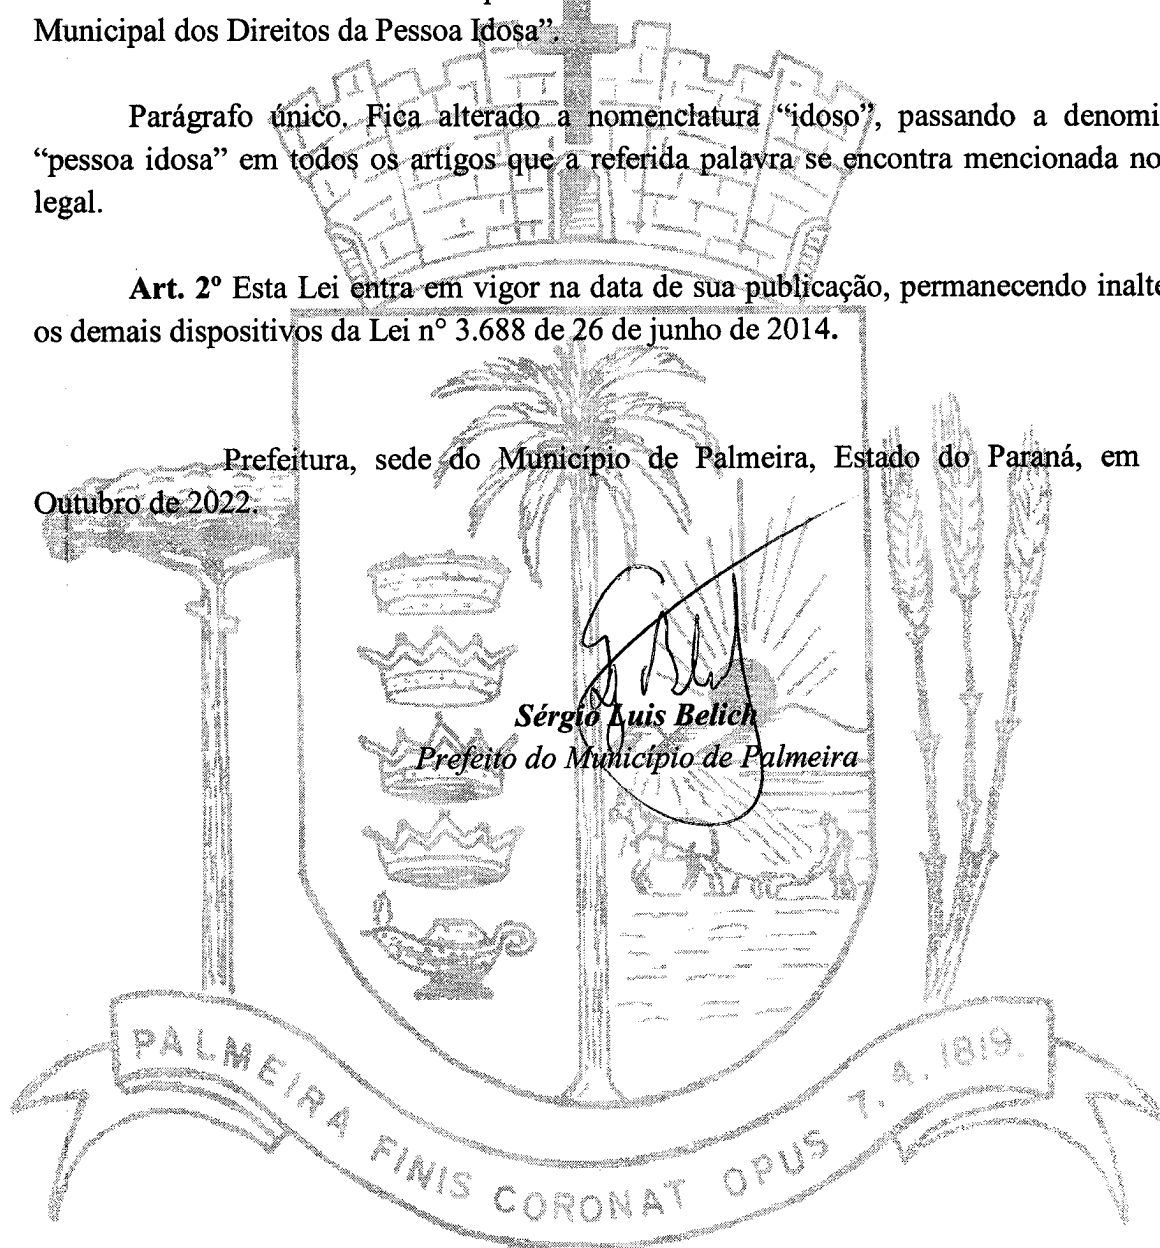 Municipal dos Direitos da Pessoa Idosa”.
Parágrafo único. Fica alterado a nomenclatura “idoso”, passando a denomi
“pessoa idosa” em todos os artigos que a referida palavra se encontra mencionada no
legal.
Art. 2º Esta Lei entra em vigor na data de sua publicação, permanecendo inalte
os demais dispositivos da Lei n° 3.688 de 26 de junho de 2014.
Prefeitura, sede do Município de Palmeira, Estado do Paraná, em
Outubro de 2022.
Sérgio Luis Belich
Prefeito do Município de Palmeira
PALMEIRA FINIS CORONAT OPUS 7.4.1819.